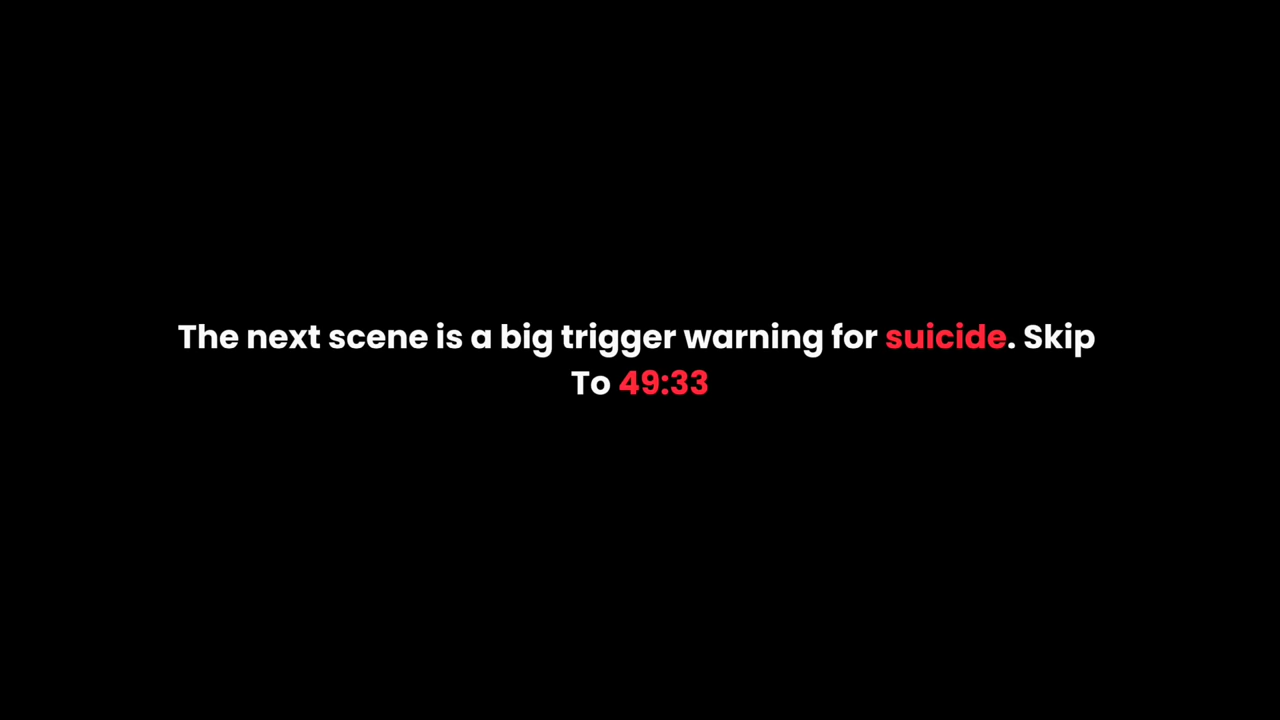 The next scene is a big trigger warning for suicide. Skip
To 49:33